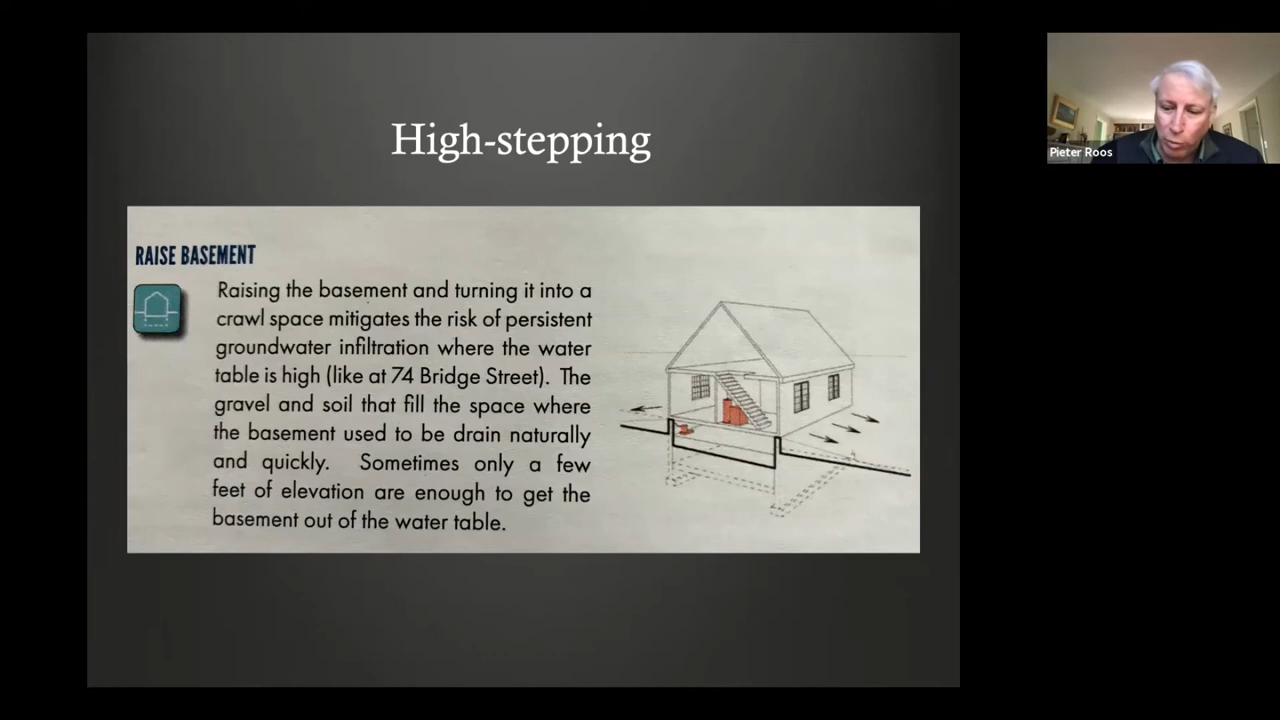 High-stepping
Pieter Roos
RAISE BASEMENT
Raising the basement and turning it into a
crawl space mitigates the risk of persistent
groundwater infiltration where the water
table is high (like at 74 Bridge Street). The
gravel and soil that fill the space where
the basement used to be drain naturally
and quickly. Sometimes only a few
feet of elevation are enough to get the
basement out of the water table.